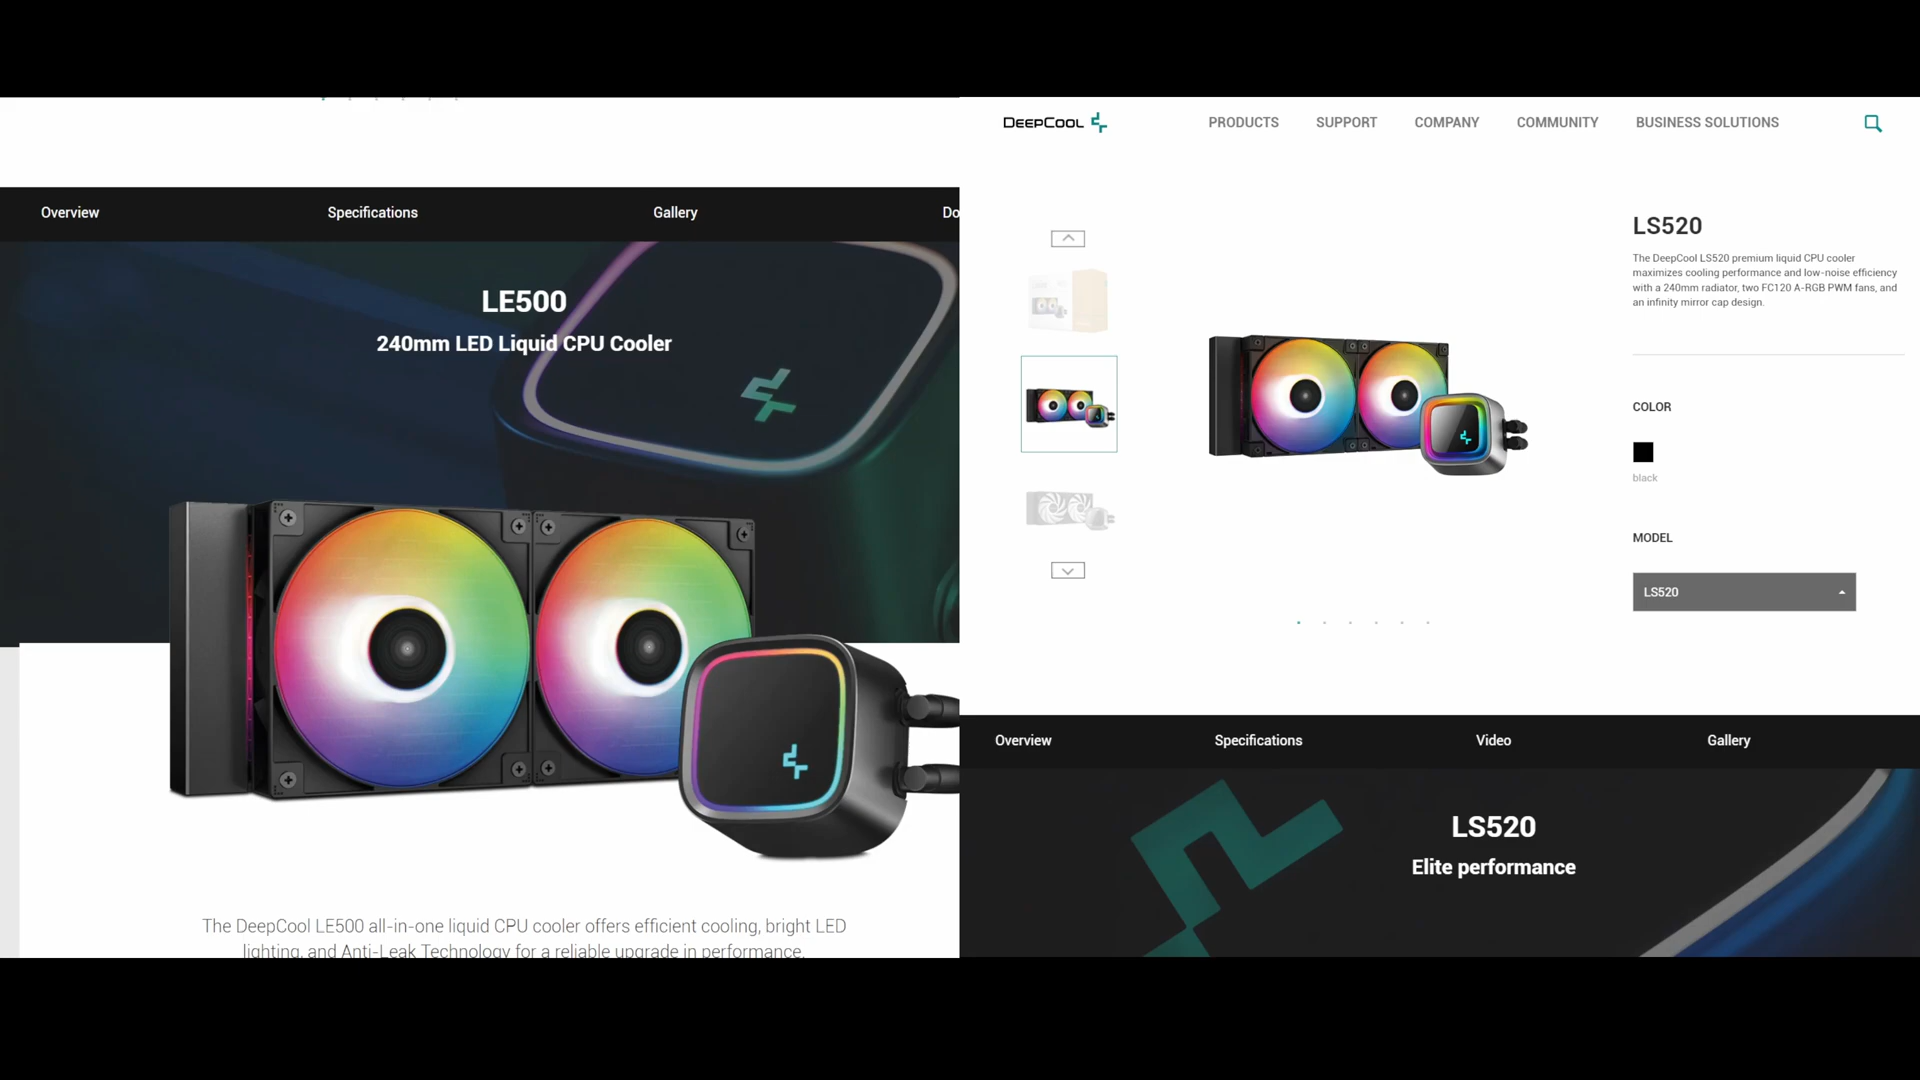 Overview
Specifications
Gallery
Do
LE500
240mm LED Liquid CPU Cooler
The DeepCool LE500 all-in-one liquid CPU cooler offers efficient cooling, bright LED
lighting, and Anti-Leak Technology for a reliable upgrade in performance.
DEEPCOOL
PRODUCTS
SUPPORT
COMPANY
COMMUNITY
BUSINESS SOLUTIONS
LS520
The DeepCool LS520 premium liquid CPU cooler
maximizes cooling performance and low-noise efficiency
with a 240mm radiator, two FC120 A-RGB PWM fans, and
an infinity mirror cap design.
COLOR
black
MODEL
LS520
Overview
Specifications
Video
Gallery
LS520
Elite performance